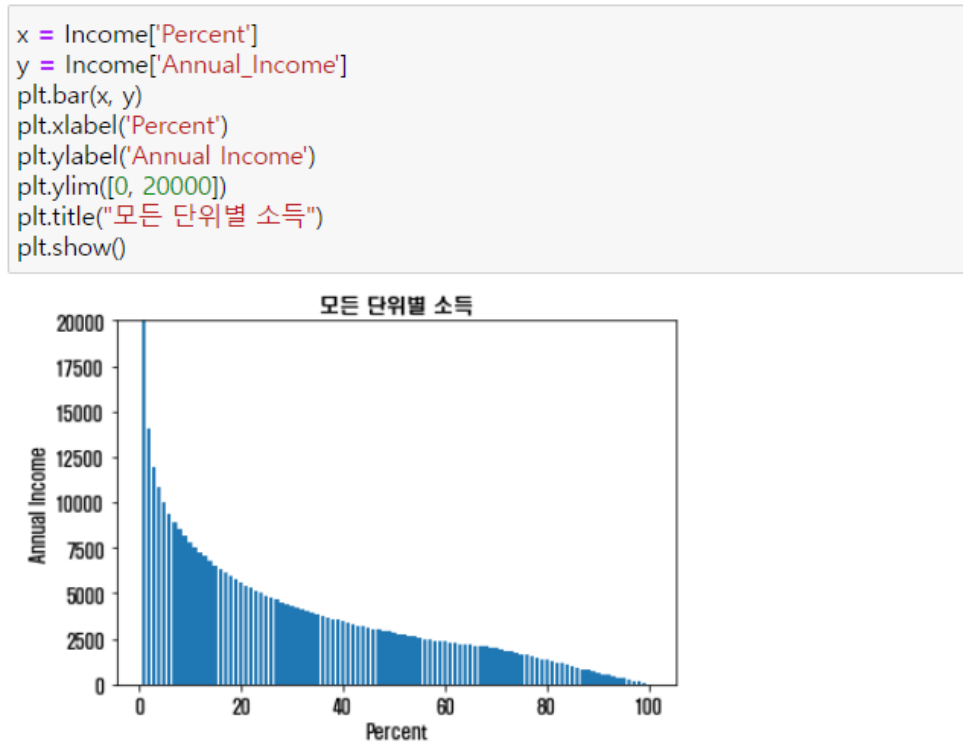 x = Income['Percent']
y = Income['Annual_Income']
plt.bar(x, y)
plt.xlabel('Percent')
plt.ylabel('Annual Income')
plt.ylim([0, 20000])
plt.title("모든 단위별 소득")
plt.show()
모든 단위별 소득
20000
17500
15000
12500
10000
7500
5000
2500
0
Annual Income
0 20 40 60 80 100
Percent